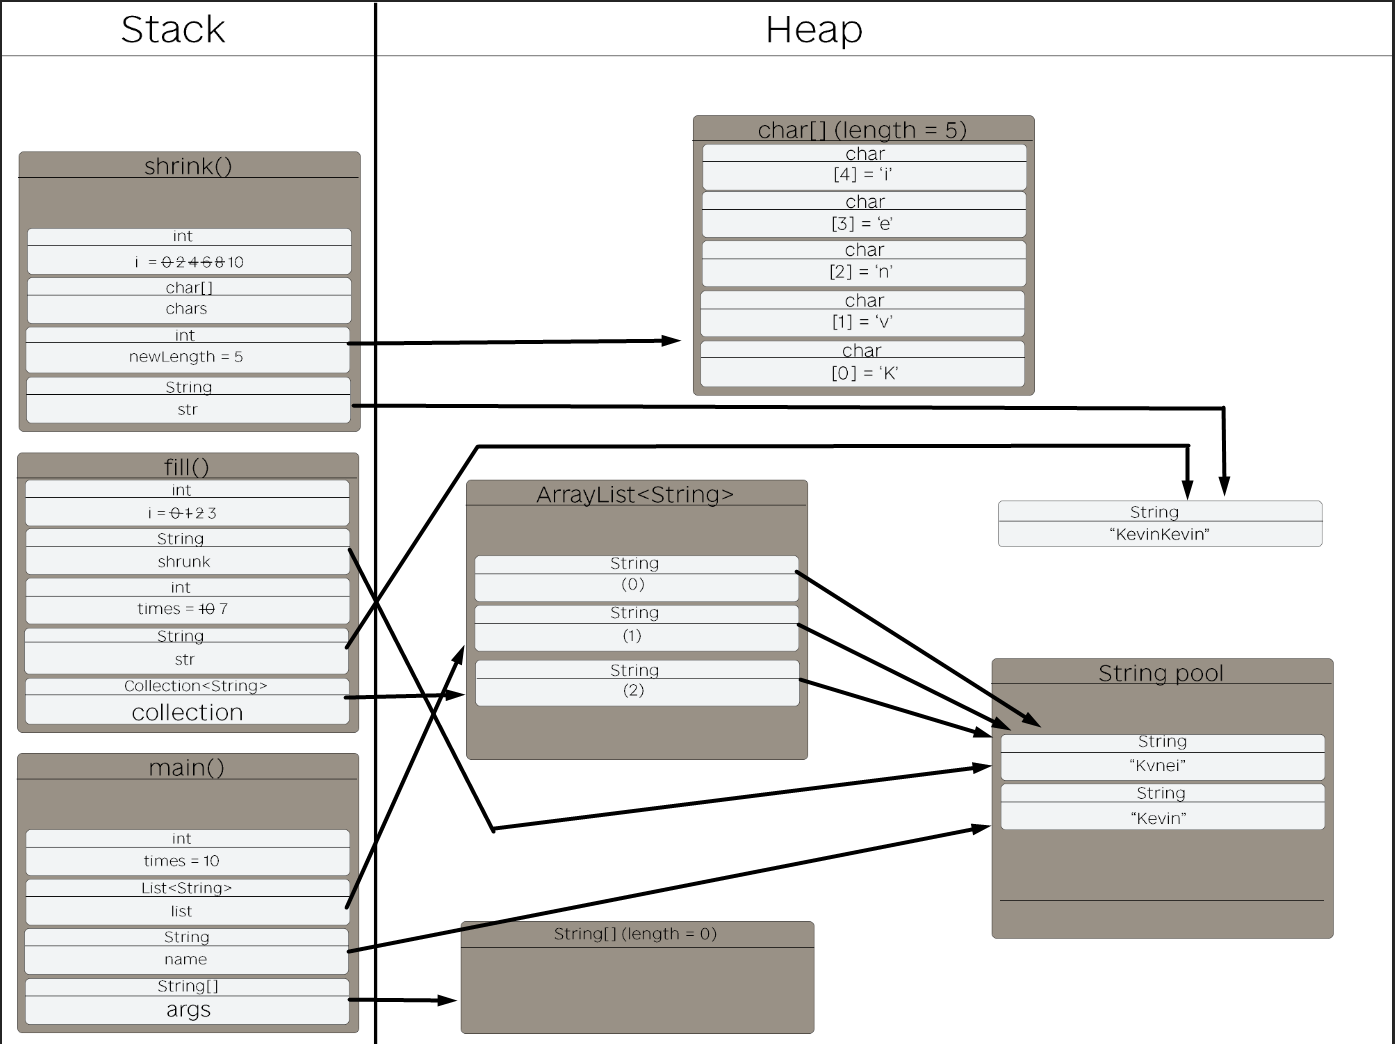 Stack
Heap
shrink()
int
i = 0 2 4 6 8 10
char[]
chars
int
newLength = 5
String
str
fill()
int
i = 0 1 2 3
String
shrunk
int
times = 10 7
String
str
Collection<String>
collection
main()
int
times = 10
List<String>
list
String
name
String[]
args
char[] (length = 5)
char
[4] = ‘i’
char
[3] = ‘e’
char
[2] = ‘n’
char
[1] = ‘v’
char
[0] = ‘K’
ArrayList<String>
String
(0)
String
(1)
String
(2)
String[] (length = 0)
String
“KevinKevin”
String pool
String
“Kvnei”
String
“Kevin”